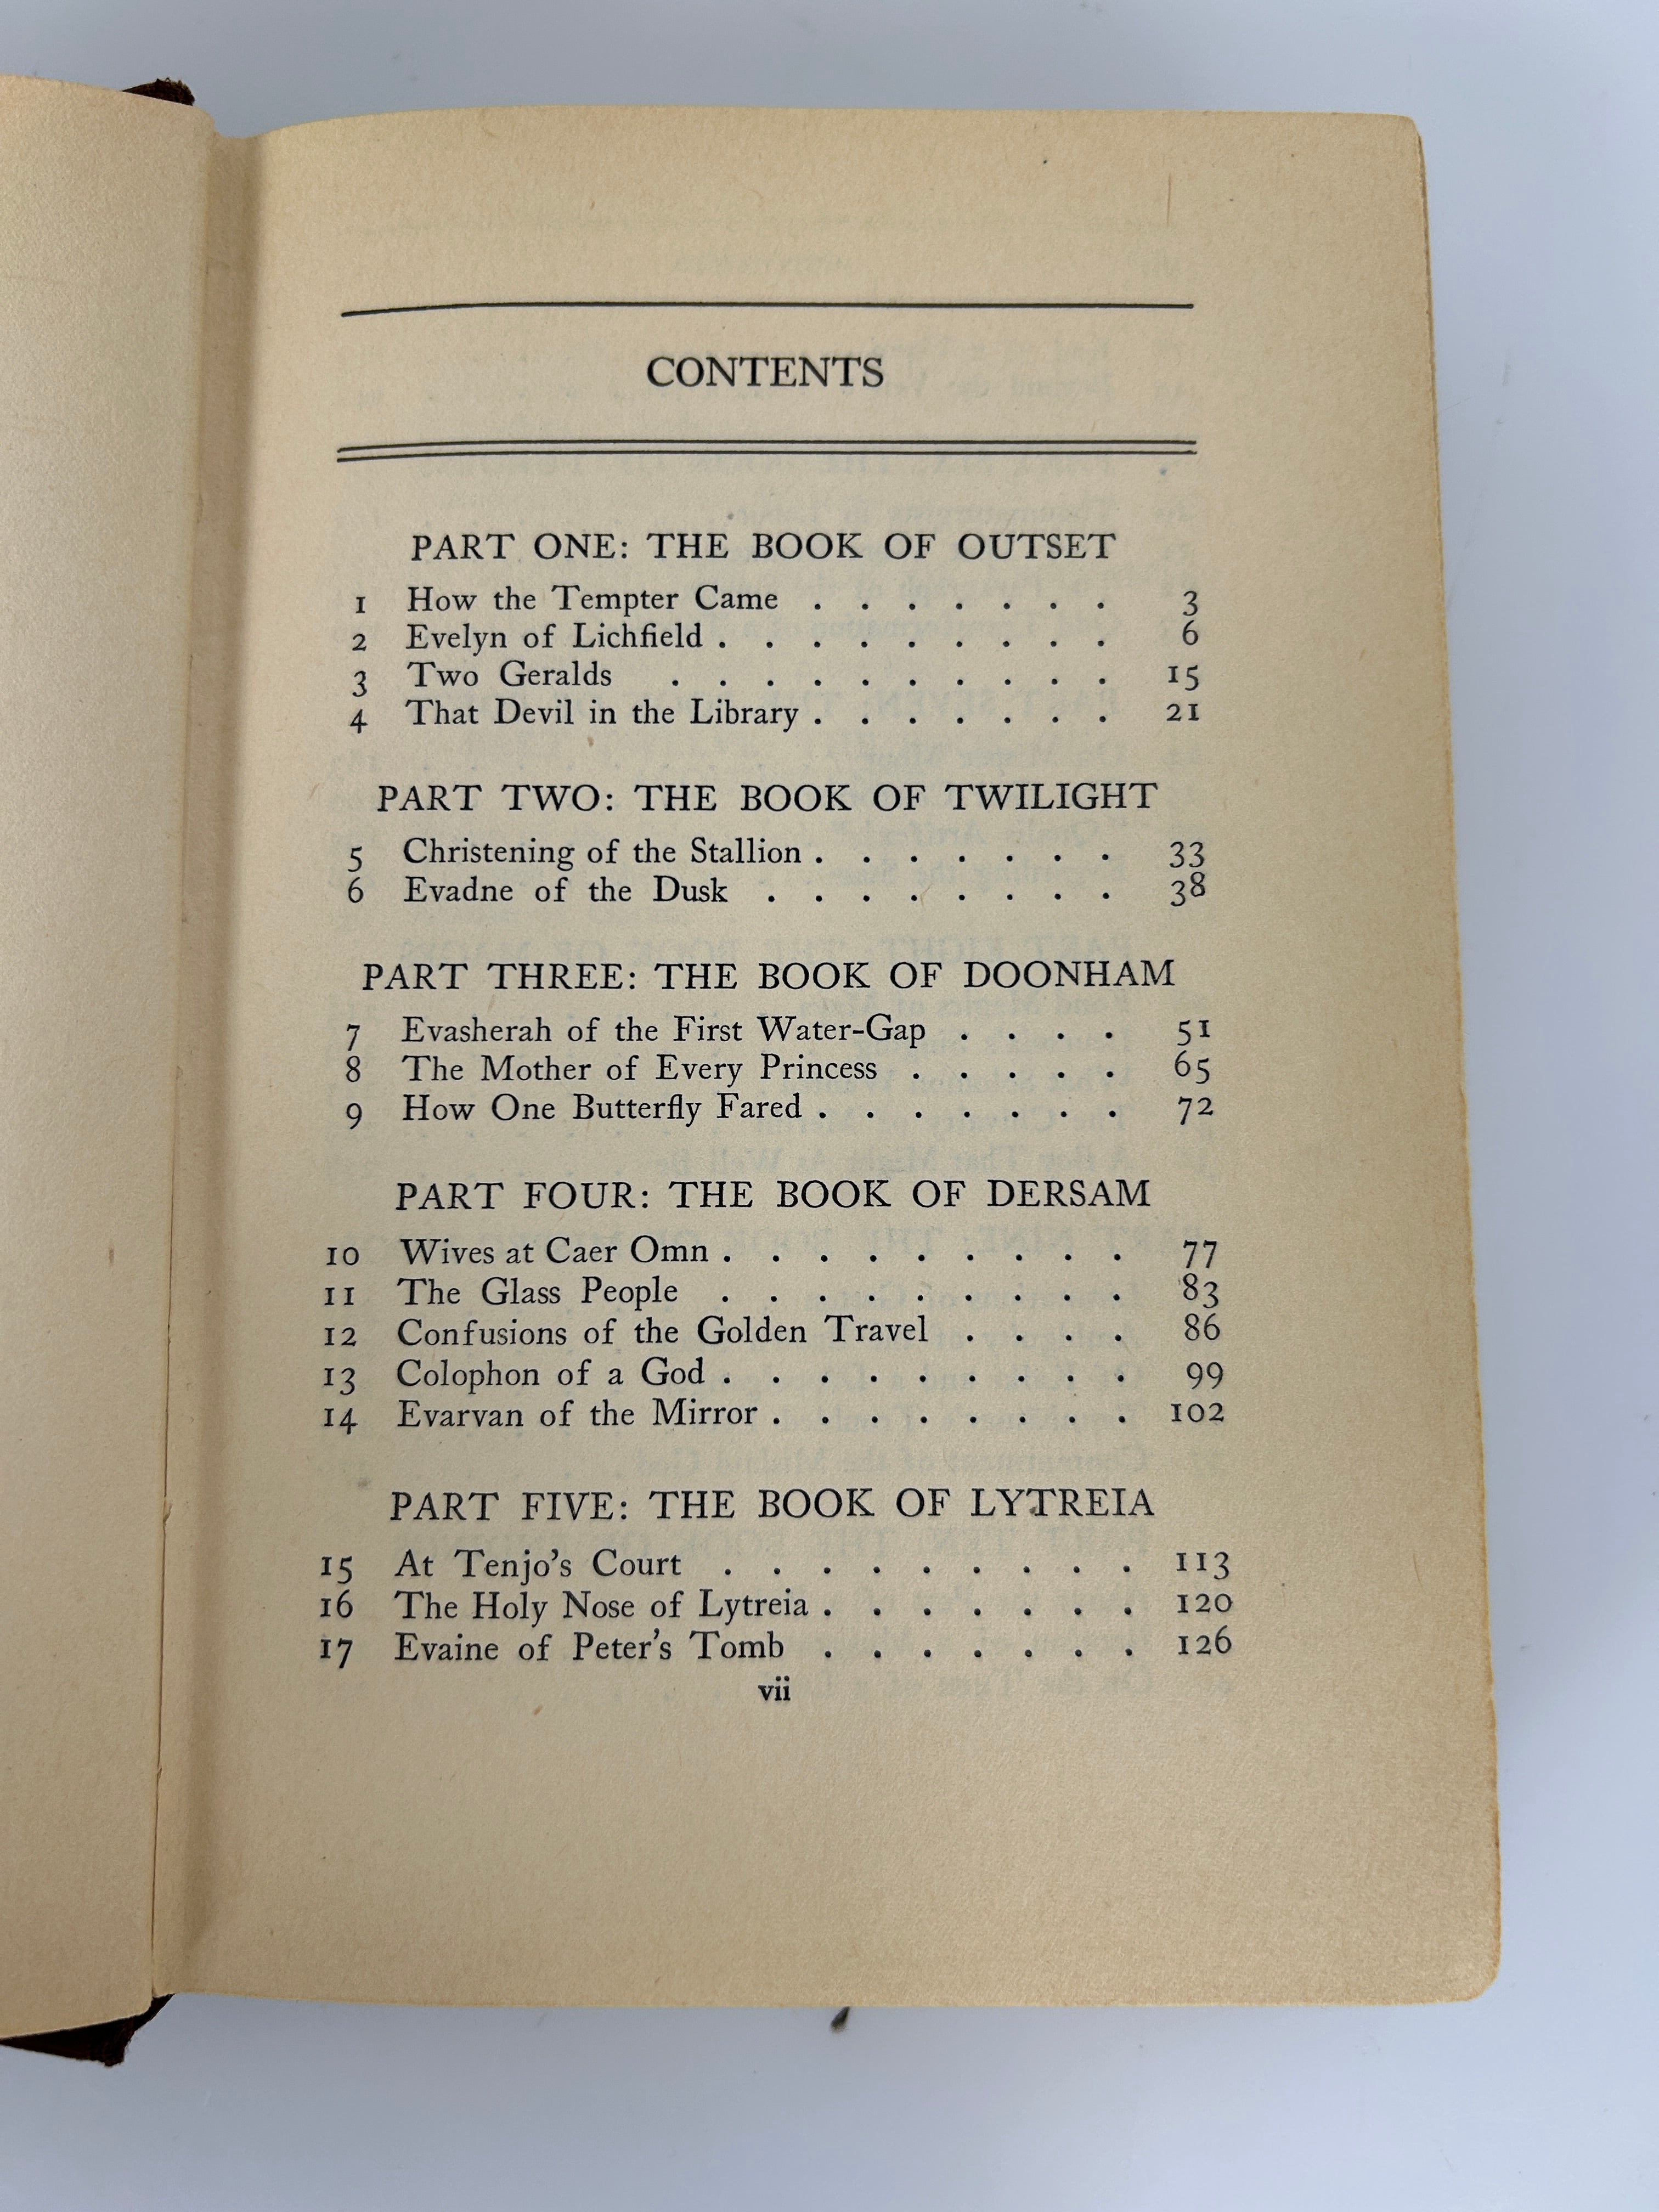 CONTENTS
PART ONE: THE BOOK OF OUTSET
1 How the Tempter Came . . . . . . . 3
2 Evelyn of Lichfield . . . . . . . . . 6
3 Two Geralds . . . . . . . . . . 15
4 That Devil in the Library . . . . . . . 21
PART TWO: THE BOOK OF TWILIGHT
5 Christening of the Stallion . . . . . . . 33
6 Evadne of the Dusk . . . . . . . . 38
PART THREE: THE BOOK OF DOONHAM
7 Evasherah of the First Water-Gap . . . . 51
8 The Mother of Every Princess . . . . . 65
9 How One Butterfly Fared . . . . . . . 72
PART FOUR: THE BOOK OF DERSAM
10 Wives at Caer Omn . . . . . . . . . 77
11 The Glass People . . . . . . . . . 83
12 Confusions of the Golden Travel . . . . 86
13 Colophon of a God . . . . . . . . . 99
14 Evarvan of the Mirror . . . . . . . . 102
PART FIVE: THE BOOK OF LYTREIA
15 At Tenjo's Court . . . . . . . . . 113
16 The Holy Nose of Lytreia . . . . . . . 120
17 Evaine of Peter's Tomb . . . . . . . 126
vii